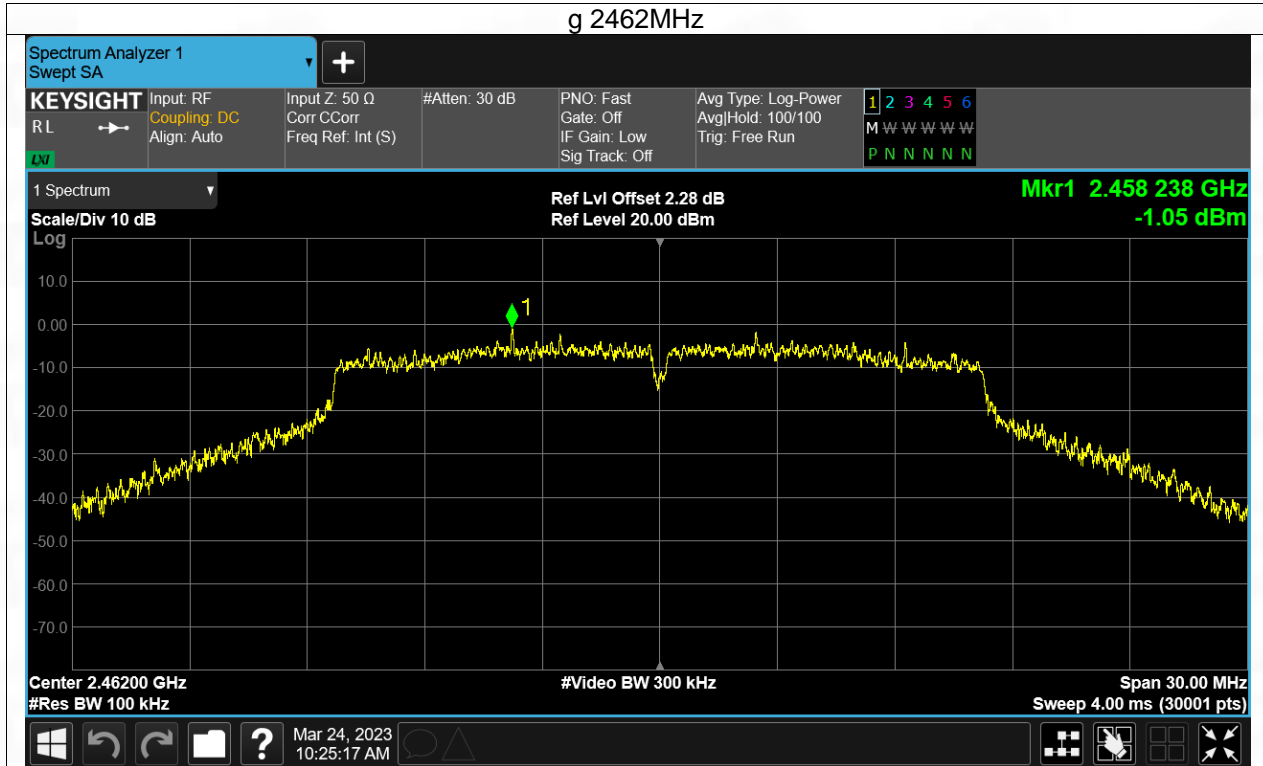 g 2462MHz
Spectrum Analyzer 1
Swept SA
KEYSIGHT
RL
LXI
Input: RF
Coupling: DC
Align: Auto
Input Z: 50 Ω
Corr CCorr
Freq Ref: Int (S)
#Atten: 30 dB
PNO: Fast
Gate: Off
IF Gain: Low
Sig Track: Off
Avg Type: Log-Power
Avg|Hold: 100/100
Trig: Free Run
1 2 3 4 5 6
M W W W W W
P N N N N N
1 Spectrum
Scale/Div 10 dB
Ref Lvl Offset 2.28 dB
Ref Level 20.00 dBm
Mkr1 2.458 238 GHz
-1.05 dBm
Log
1
10.0
0.00
-10.0
-20.0
-30.0
-40.0
-50.0
-60.0
-70.0
Center 2.46200 GHz
#Res BW 100 kHz
#Video BW 300 kHz
Span 30.00 MHz
Sweep 4.00 ms (30001 pts)
?
Mar 24, 2023
10:25:17 AM